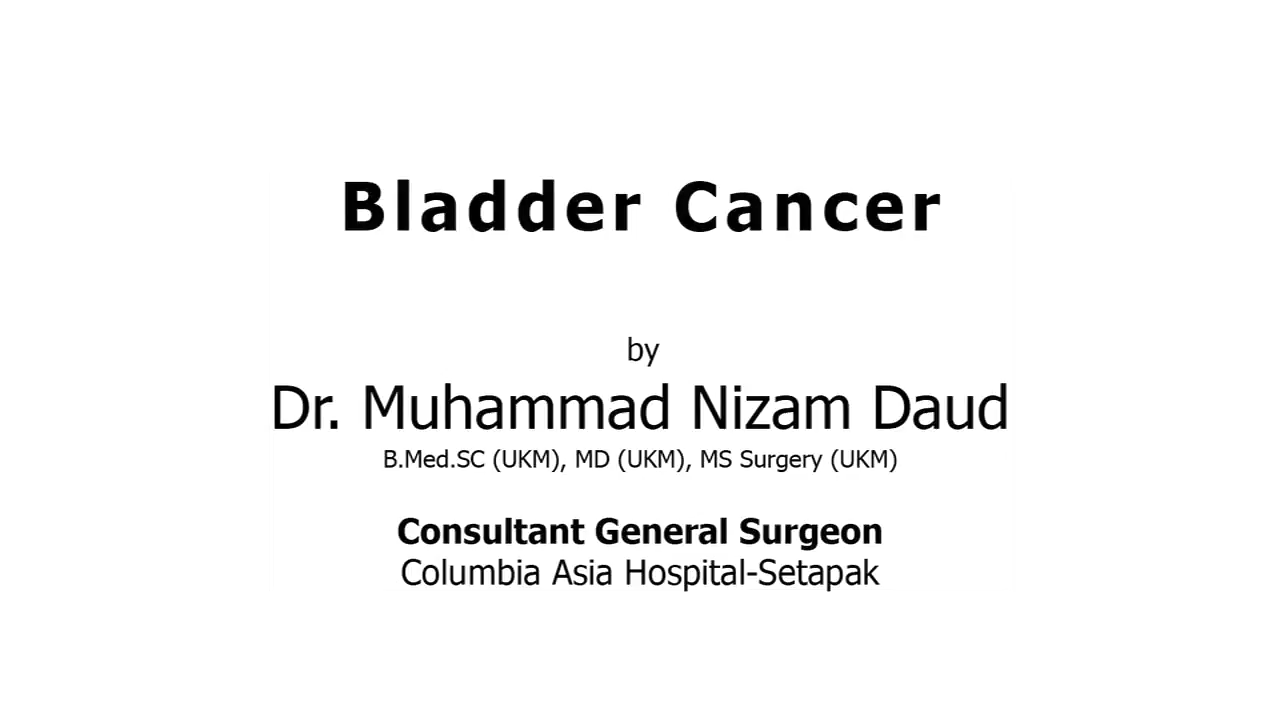 Bladder Cancer
by
Dr. Muhammad Nizam Daud
B.Med.SC (UKM), MD (UKM), MS Surgery (UKM)
Consultant General Surgeon
Columbia Asia Hospital-Setapak